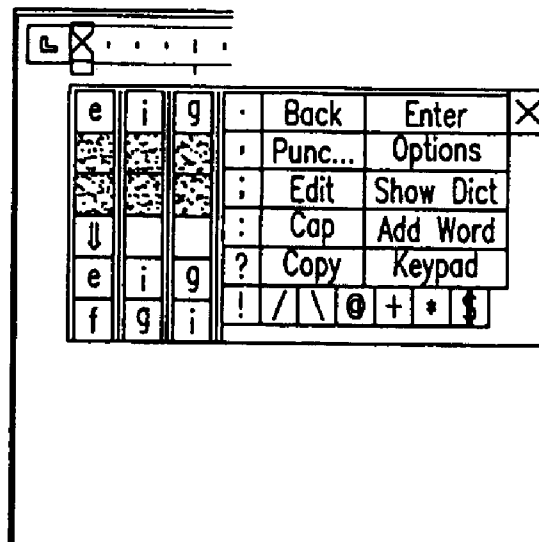 e i g . Back Enter X
, Punc... Options
; Edit Show Dict
⇓ : Cap Add Word
e i g ? Copy Keypad
f g i ! / \ @ + * $